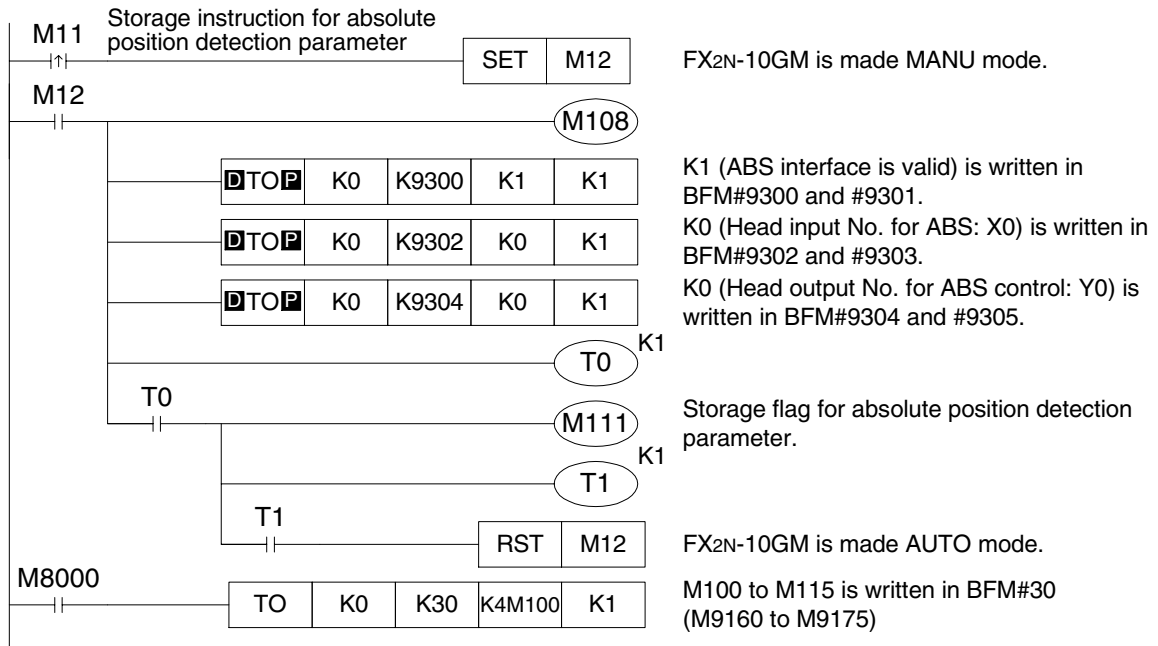 M11
Storage instruction for absolute
position detection parameter
SET M12
FX2N-10GM is made MANU mode.
M12
M108
DTOP K0 K9300 K1 K1
K1 (ABS interface is valid) is written in
BFM#9300 and #9301.
DTOP K0 K9302 K0 K1
K0 (Head input No. for ABS: X0) is written in
BFM#9302 and #9303.
DTOP K0 K9304 K0 K1
K0 (Head output No. for ABS control: Y0) is
written in BFM#9304 and #9305.
K1
T0
T0
M111
Storage flag for absolute position detection
parameter.
K1
T1
T1
RST M12
FX2N-10GM is made AUTO mode.
M8000
TO K0 K30 K4M100 K1
M100 to M115 is written in BFM#30
(M9160 to M9175)